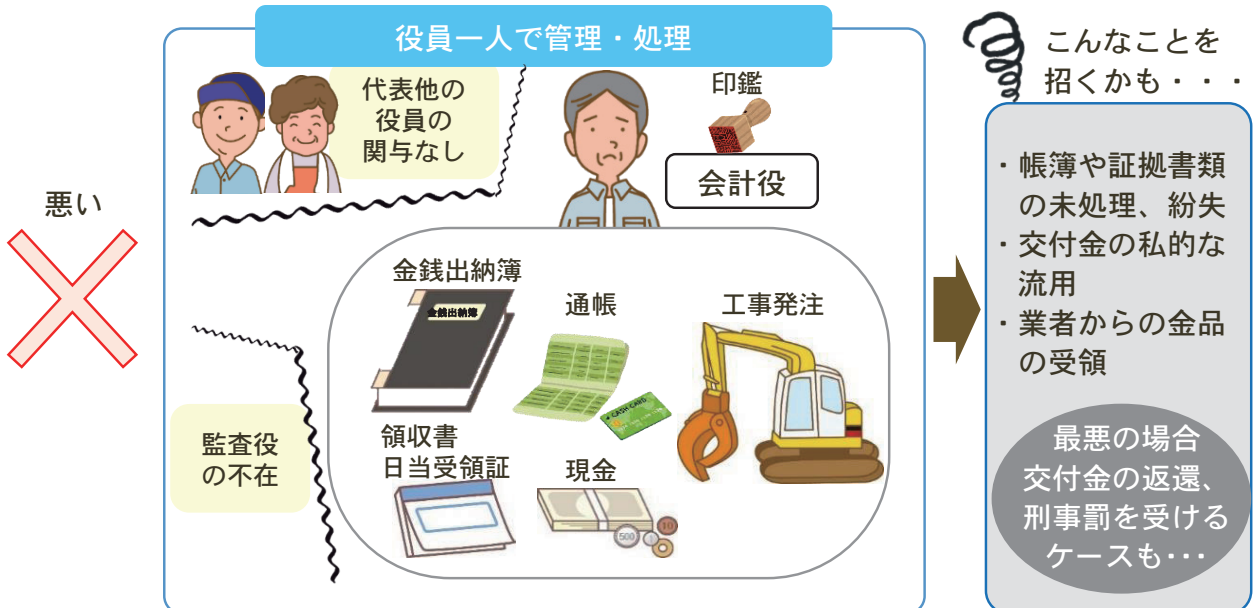 役員一人で管理・処理
代表他の
役員の
関与なし
印鑑
会計役
悪い
金銭出納簿
金銭出納簿
通帳
CASH CARD
工事発注
領収書
日当受領証
現金
500
1
10
監査役
の不在
こんなことを
招くかも・・・
・帳簿や証拠書類
の未処理、紛失
・交付金の私的な
流用
・業者からの金品
の受領
最悪の場合
交付金の返還、
刑事罰を受ける
ケースも･･･